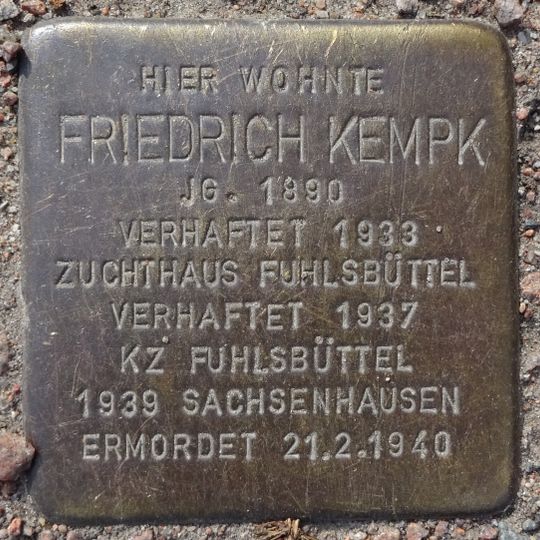 HIER WOHNTE
FRIEDRICH KEMPK
JG. 1890
VERHAFTET 1933
ZUCHTHAUS FUHLSBÜTTEL
VERHAFTET 1937
KZ FUHLSBÜTTEL
1939 SACHSENHAUSEN
ERMORDET 21.2.1940